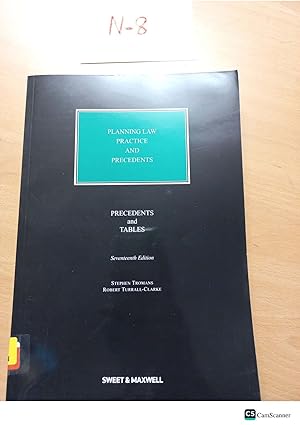 N-8
PLANNING LAW
PRACTICE
AND
PRECEDENTS
PRECEDENTS
and
TABLES
Seventeenth Edition
STEPHEN TROMANS
ROBERT TURRALL-CLARKE
SWEET & MAXWELL
CS CamScanner